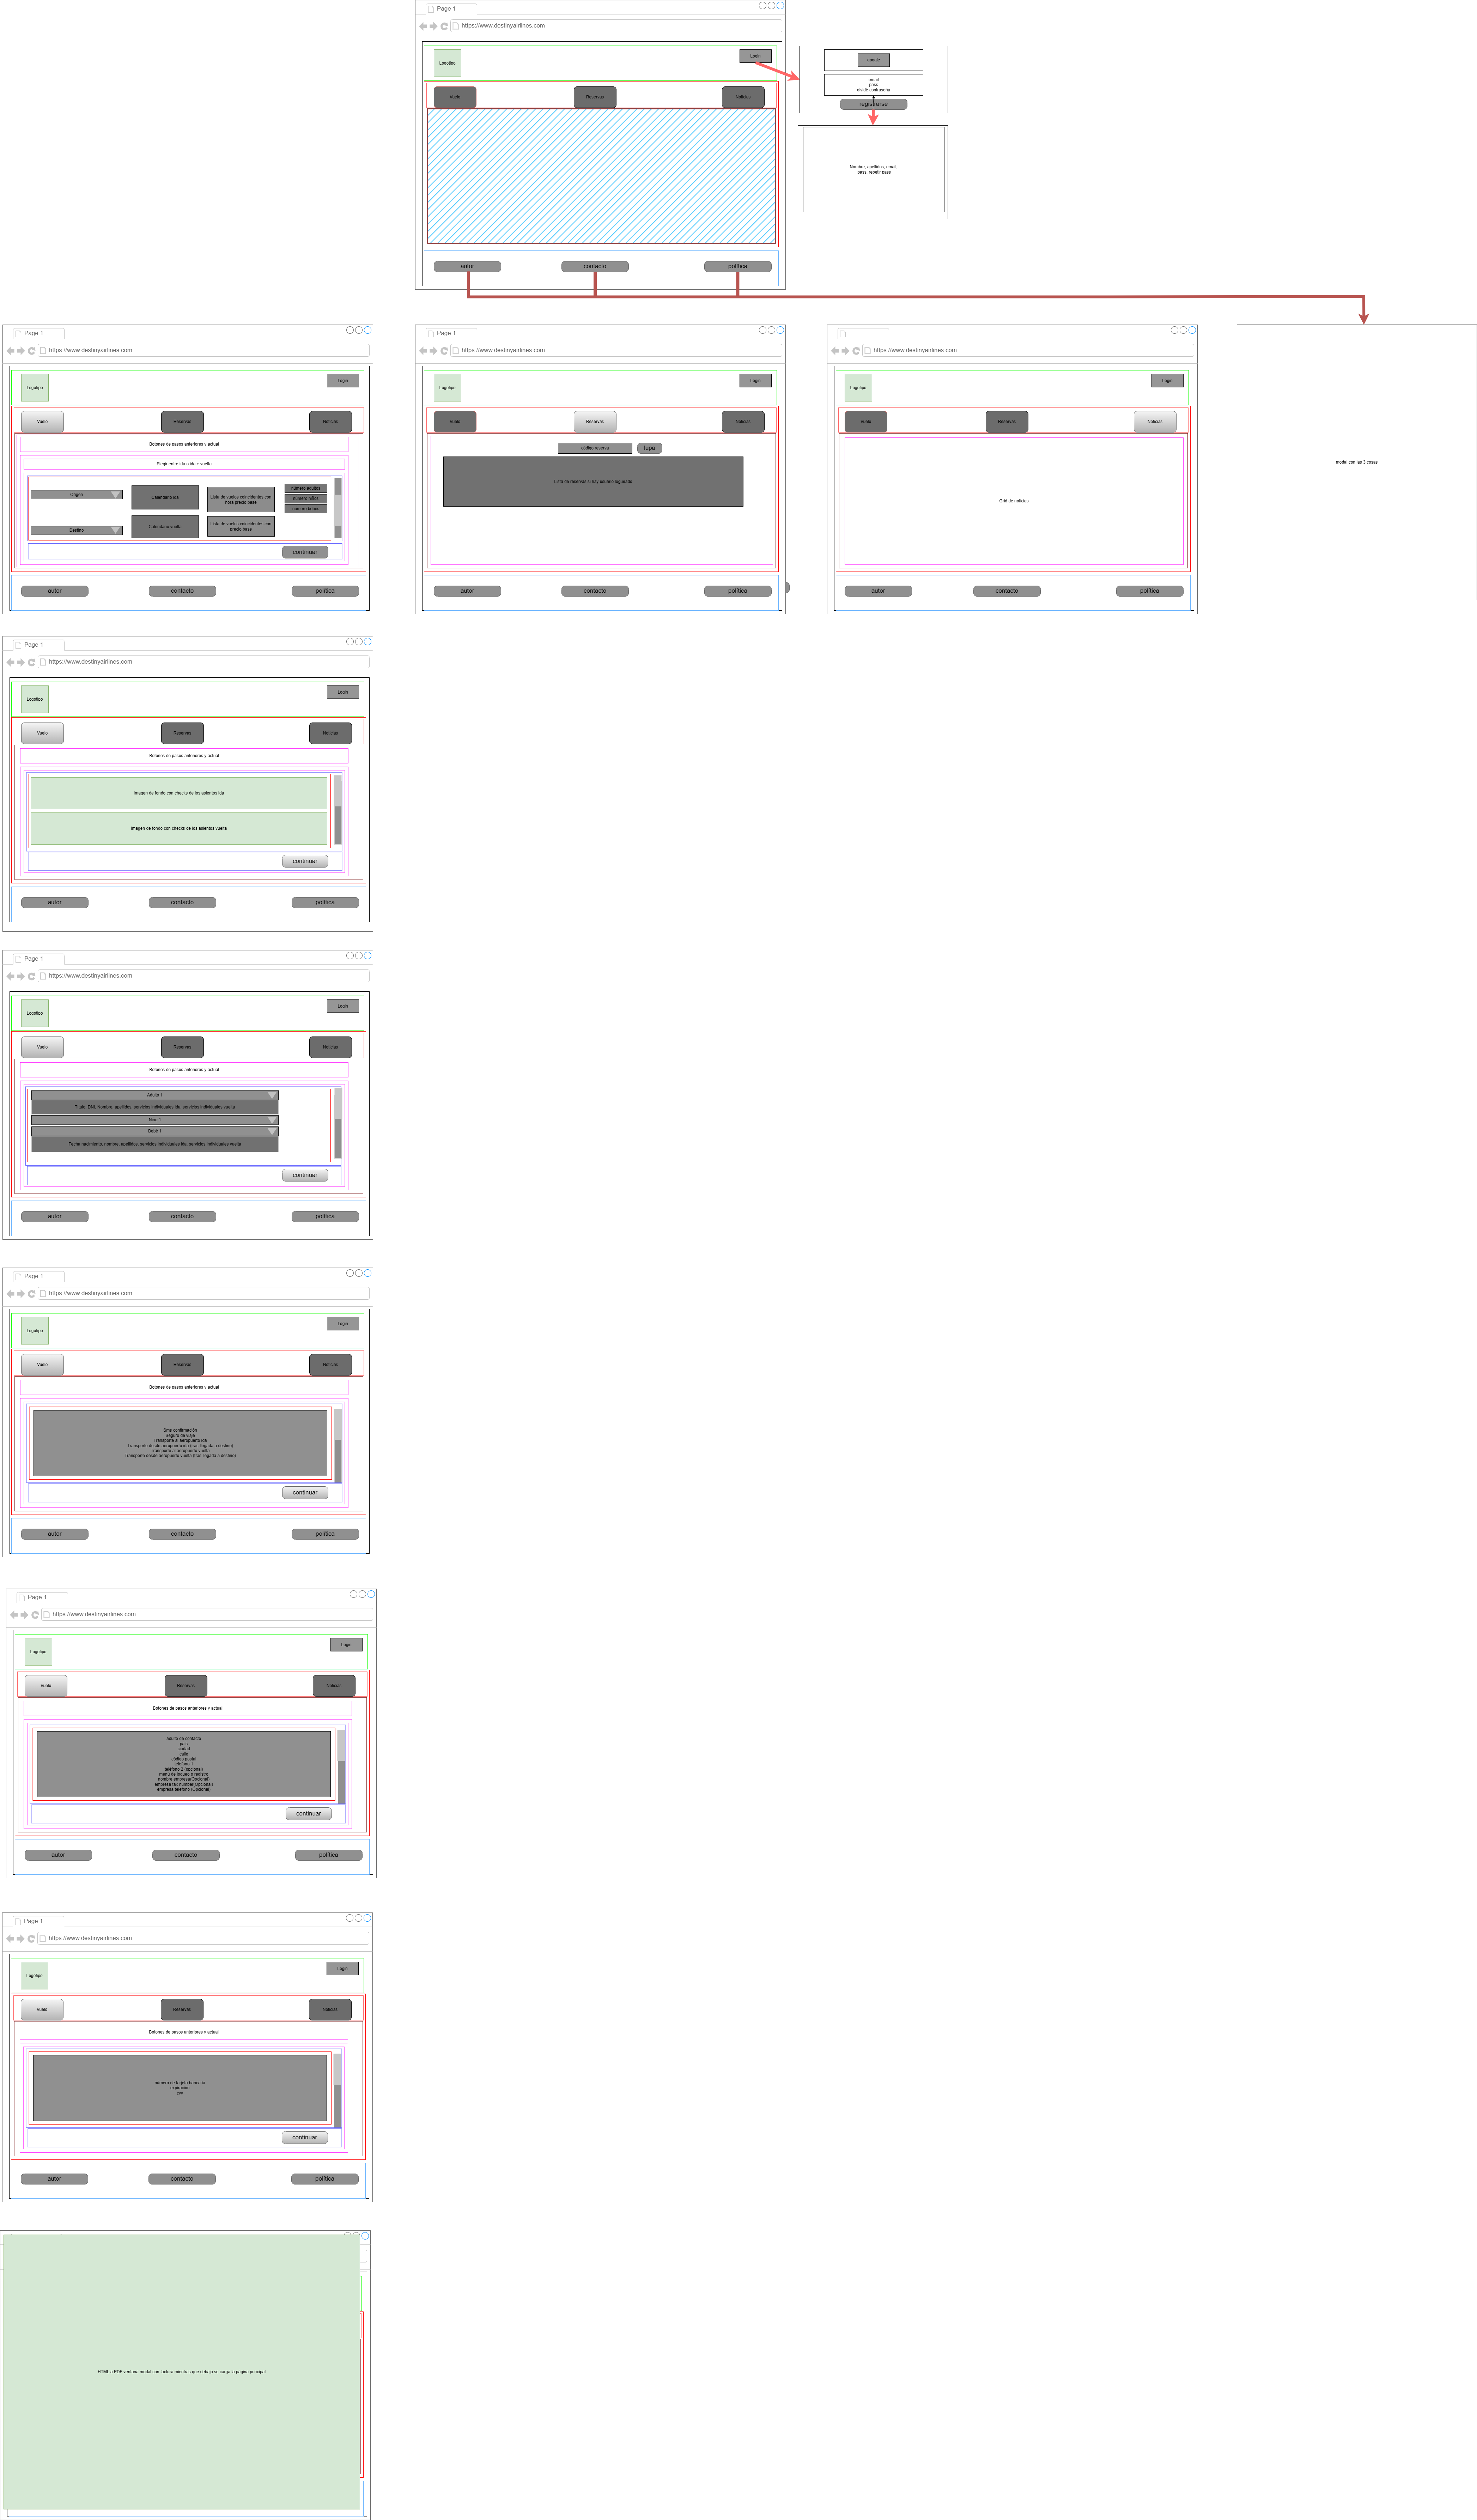 Page 1
https://www.destinyairlines.com
Logotipo
Login
Vuelo
Reservas
Noticias
autor
contacto
política
google
email
pass
olvidé contraseña
registrarse
Nombre, apellidos, email,
pass, repetir pass
Page 1
https://www.destinyairlines.com
Logotipo
Login
Vuelo
Reservas
Noticias
Botones de pasos anteriores y actual
Elegir entre ida o ida + vuelta
Origen
Destino
Calendario ida
Calendario vuelta
Lista de vuelos coincidentes con
hora precio base
Lista de vuelos coincidentes con
precio base
número adultos
número niños
número bebés
continuar
autor
contacto
política
Page 1
https://www.destinyairlines.com
Logotipo
Login
Vuelo
Reservas
Noticias
código reserva
lupa
Lista de reservas si hay usuario logueado
autor
contacto
política
https://www.destinyairlines.com
Logotipo
Login
Vuelo
Reservas
Noticias
Grid de noticias
autor
contacto
política
modal con las 3 cosas
Page 1
https://www.destinyairlines.com
Logotipo
Login
Vuelo
Reservas
Noticias
Botones de pasos anteriores y actual
Imagen de fondo con checks de los asientos ida
Imagen de fondo con checks de los asientos vuelta
continuar
autor
contacto
política
Page 1
https://www.destinyairlines.com
Logotipo
Login
Vuelo
Reservas
Noticias
Botones de pasos anteriores y actual
Adulto 1
Título, DNI, Nombre, apellidos, servicios individuales ida, servicios individuales vuelta
Niño 1
Bebé 1
Fecha nacimiento, nombre, apellidos, servicios individuales ida, servicios individuales vuelta
continuar
autor
contacto
política
Page 1
https://www.destinyairlines.com
Logotipo
Login
Vuelo
Reservas
Noticias
Botones de pasos anteriores y actual
Sms confirmación
Seguro de viaje
Transporte al aeropuerto ida
Transporte desde aeropuerto ida (tras llegada a destino)
Transporte al aeropuerto vuelta
Transporte desde aeropuerto vuelta (tras llegada a destino)
continuar
autor
contacto
política
Page 1
https://www.destinyairlines.com
Logotipo
Login
Vuelo
Reservas
Noticias
Botones de pasos anteriores y actual
adulto de contacto
país
ciudad
calle
código postal
teléfono 1
teléfono 2 (opcional)
menú de logueo o registro
nombre empresa(Opcional)
empresa tax number(Opcional)
empresa telefono (Opcional)
continuar
autor
contacto
política
Page 1
https://www.destinyairlines.com
Logotipo
Login
Vuelo
Reservas
Noticias
Botones de pasos anteriores y actual
número de tarjeta bancaria
expiración
cvv
continuar
autor
contacto
política
HTML a PDF ventana modal con factura mientras que debajo se carga la página principal